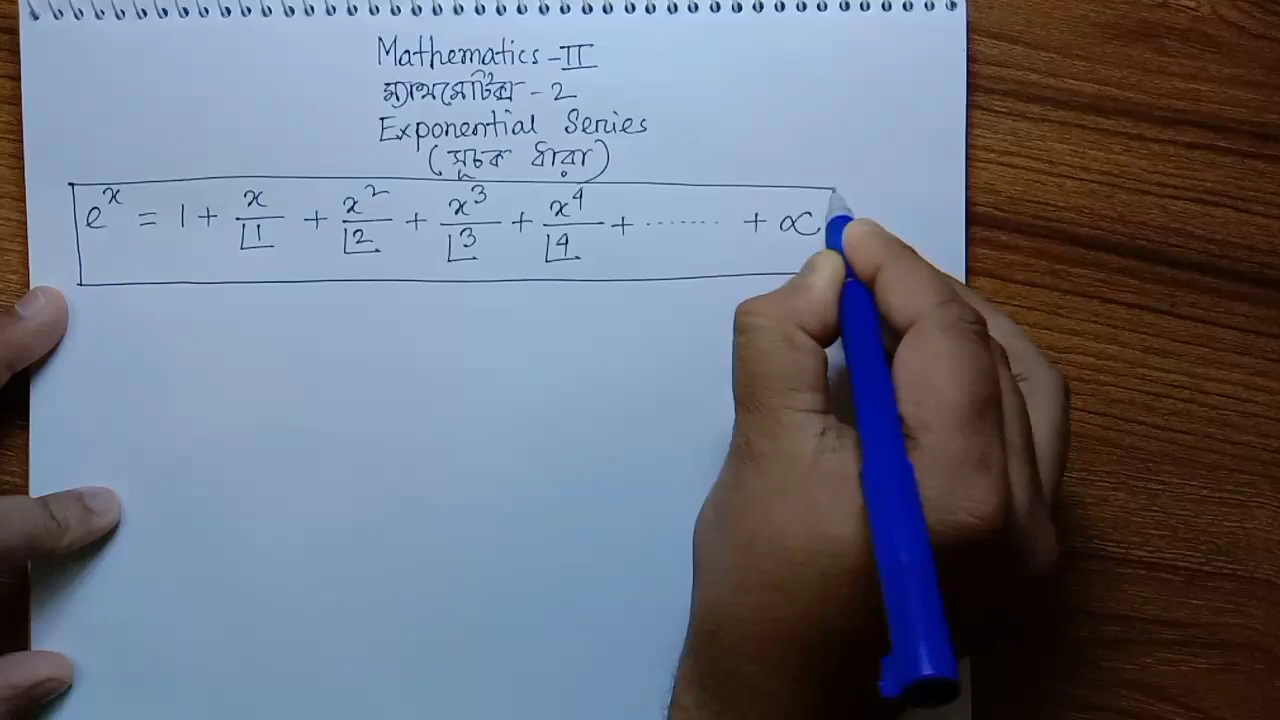 Mathematics - II
ম্যাথমেটিক্স - 2
Exponential Series
(সূচক ধারা)
e^x = 1 + x/∟1 + x^2/∟2 + x^3/∟3 + x^4/∟4 + ........ + ∝